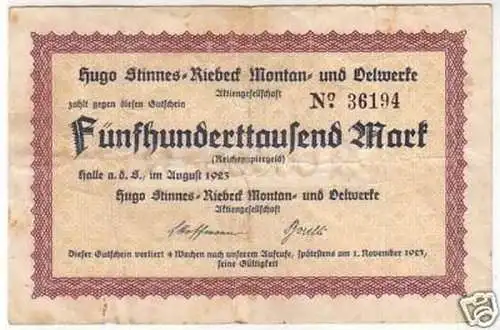 Hugo Stinnes-Riebeck Montan- und Oelwerke
Aktiengesellschaft
zahlt gegen diesen Gutschein
No. 36194
Fünfhunderttausend Mark
(Reichspapiergeld)
Halle a.d.S., im August 1923
Hugo Stinnes-Riebeck Montan- und Oelwerke
Aktiengesellschaft
Dieser Gutschein verliert 4 Wochen nach unserem Aufrufe, spätestens am 1. November 1923,
seine Gültigkeit